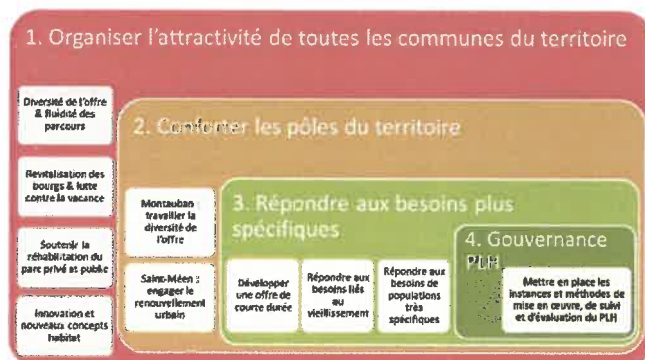 1. Organiser l'attractivité de toutes les communes du territoire
Diversité de l'offre
& fluidité des
parcours
Revitalisation des
bourgs & lutte
contre la vacance
Soutenir la
réhabilitation du
parc privé et public
Innovation et
nouveaux concepts
habitat
2. Conforter les pôles du territoire
Montauban :
travailler la
diversité de
l'offre
Saint-Méen :
engager le
renouvellement
urbain
3. Répondre aux besoins plus
spécifiques
Développer
une offre de
courte durée
Répondre aux
besoins liés
au
vieillissement
Répondre aux
besoins de
populations
très
spécifiques
4. Gouvernance
PLH
Mettre en place les
instances et méthodes de
mise en œuvre, de suivi
et d'évaluation du PLH